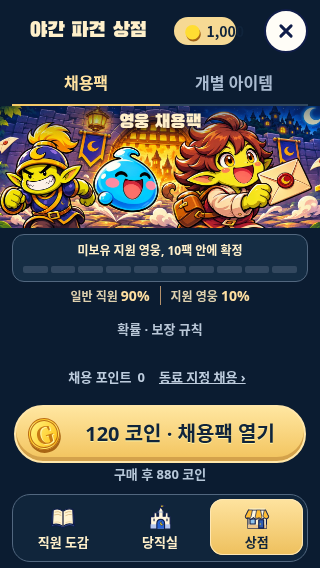 야간 파견 상점
1,00
채용팩
개별 아이템
영웅 채용팩
미보유 지원 영웅, 10팩 안에 확정
일반 직원 90% 지원 영웅 10%
확률 · 보장 규칙
채용 포인트 0 동료 지정 채용 ›
G 120 코인 · 채용팩 열기
구매 후 880 코인
직원 도감
당직실
상점